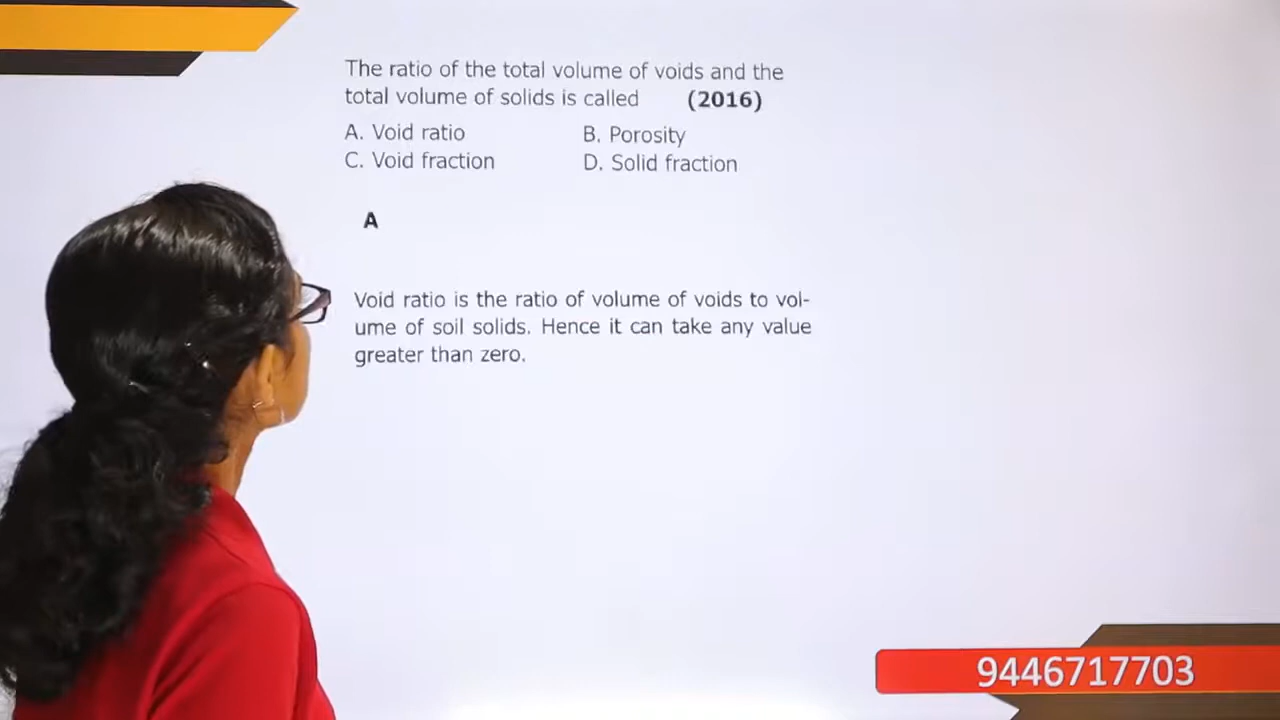 The ratio of the total volume of voids and the
total volume of solids is called (2016)
A. Void ratio B. Porosity
C. Void fraction D. Solid fraction
A
Void ratio is the ratio of volume of voids to vol-
ume of soil solids. Hence it can take any value
greater than zero.
9446717703